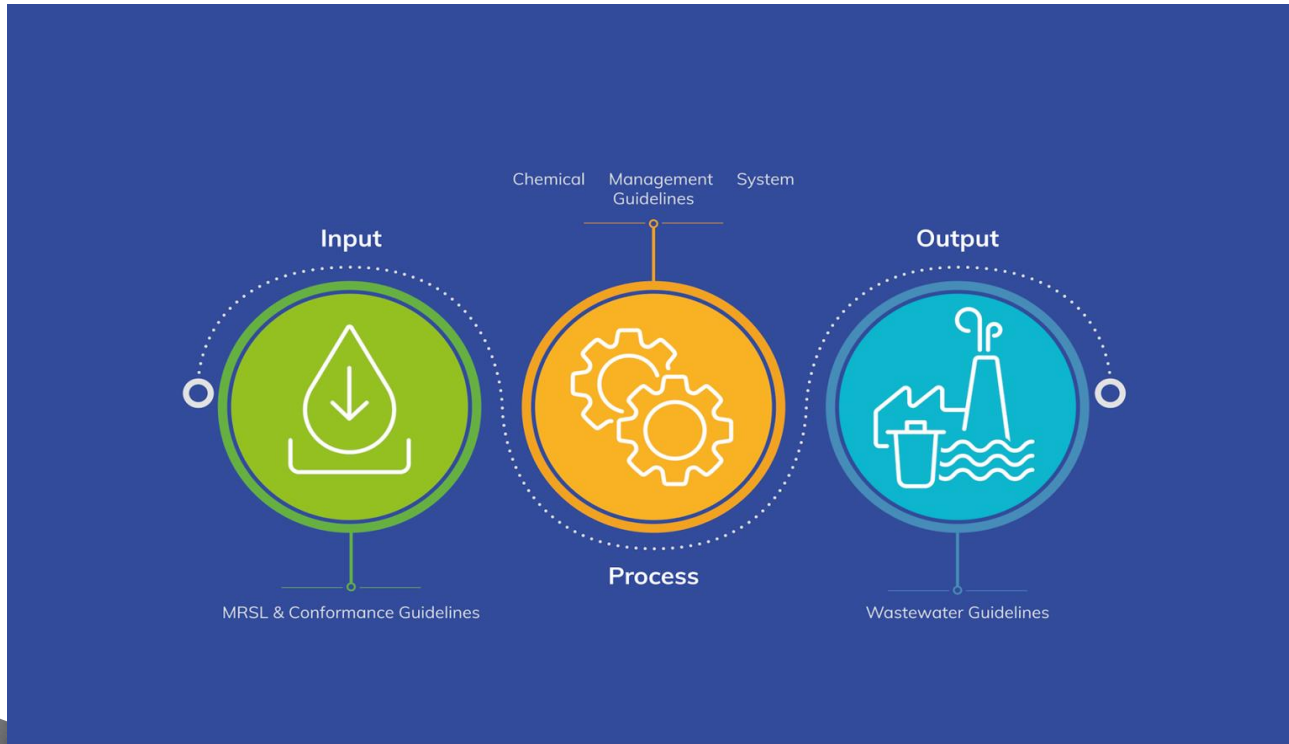 Chemical Management System
Guidelines
Input
Output
Process
MRSL & Conformance Guidelines
Wastewater Guidelines